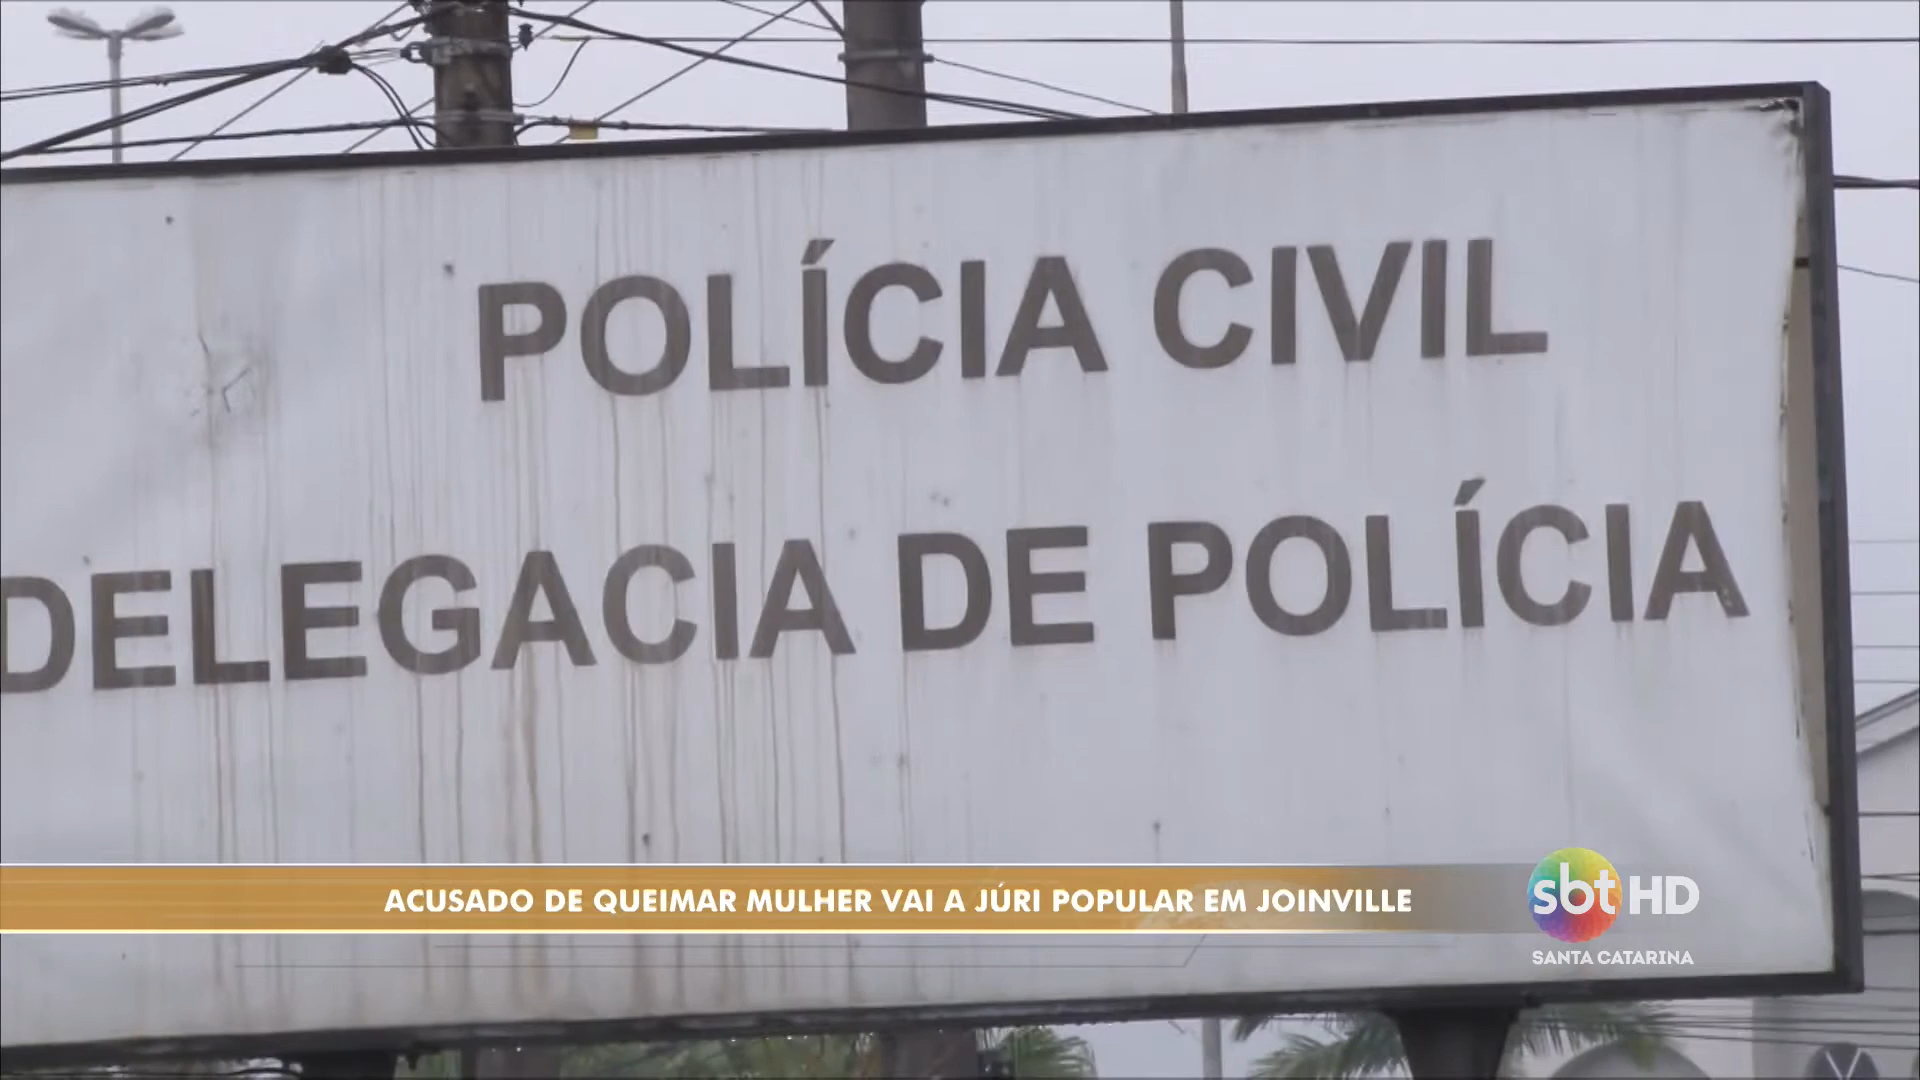 POLÍCIA CIVIL
DELEGACIA DE POLÍCIA
ACUSADO DE QUEIMAR MULHER VAI A JÚRI POPULAR EM JOINVILLE
sbt HD
SANTA CATARINA